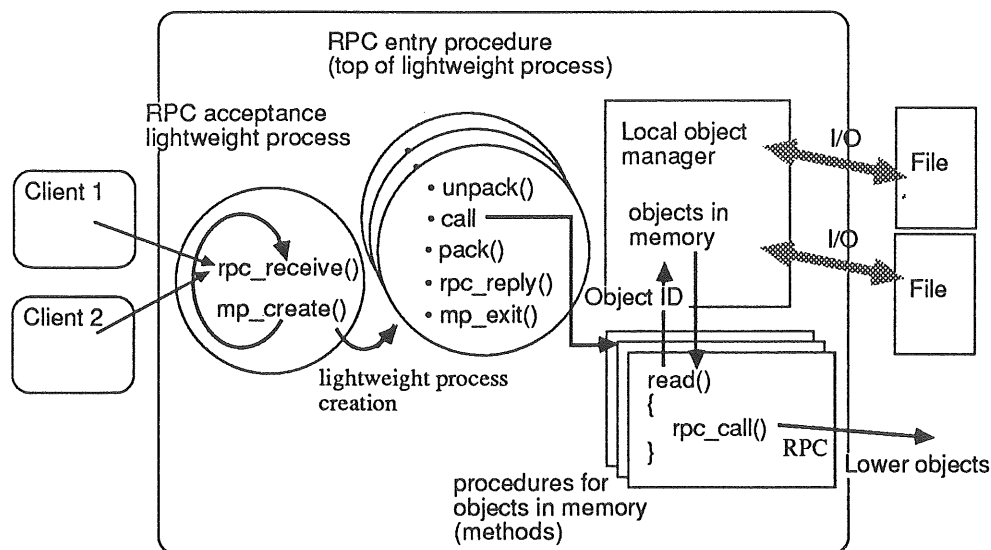 RPC entry procedure
(top of lightweight process)
RPC acceptance
lightweight process
Client 1
Client 2
rpc_receive()
mp_create()
lightweight process
creation
• unpack()
• call
• pack()
• rpc_reply()
• mp_exit()
Local object
manager
objects in
memory
I/O
I/O
File
File
Object ID
read()
{
rpc_call()
}
RPC
Lower objects
procedures for
objects in memory
(methods)